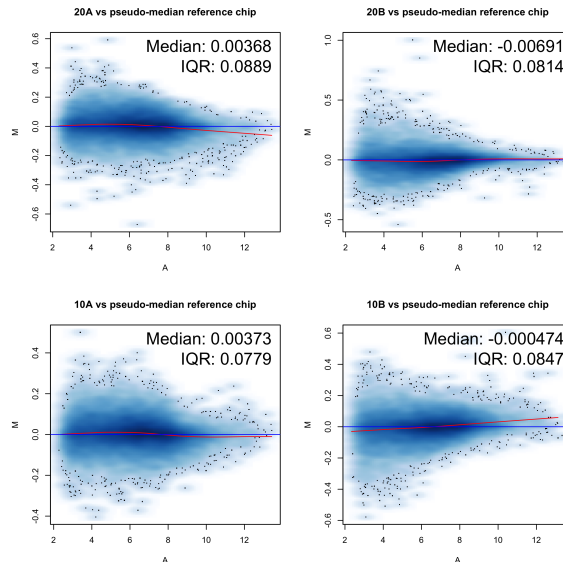 20A vs pseudo-median reference chip
Median: 0.00368
IQR: 0.0889
M
0.6
0.4
0.2
0.0
-0.2
-0.4
-0.6
2 4 6 8 10 12
A
20B vs pseudo-median reference chip
Median: -0.00691
IQR: 0.0814
M
1.0
0.5
0.0
-0.5
2 4 6 8 10 12
A
10A vs pseudo-median reference chip
Median: 0.00373
IQR: 0.0779
M
0.4
0.2
0.0
-0.2
-0.4
2 4 6 8 10 12
A
10B vs pseudo-median reference chip
Median: -0.000474
IQR: 0.0847
M
0.6
0.4
0.2
0.0
-0.2
-0.4
-0.6
2 4 6 8 10 12
A